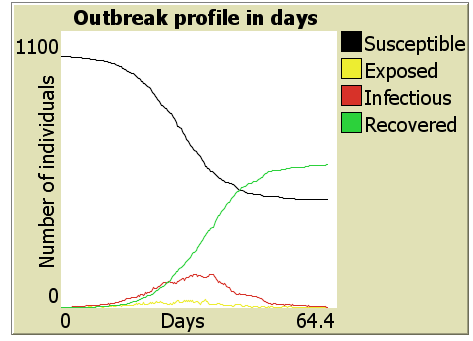 Outbreak profile in days
1100
Number of individuals
0
0
Days
64.4
Susceptible
Exposed
Infectious
Recovered